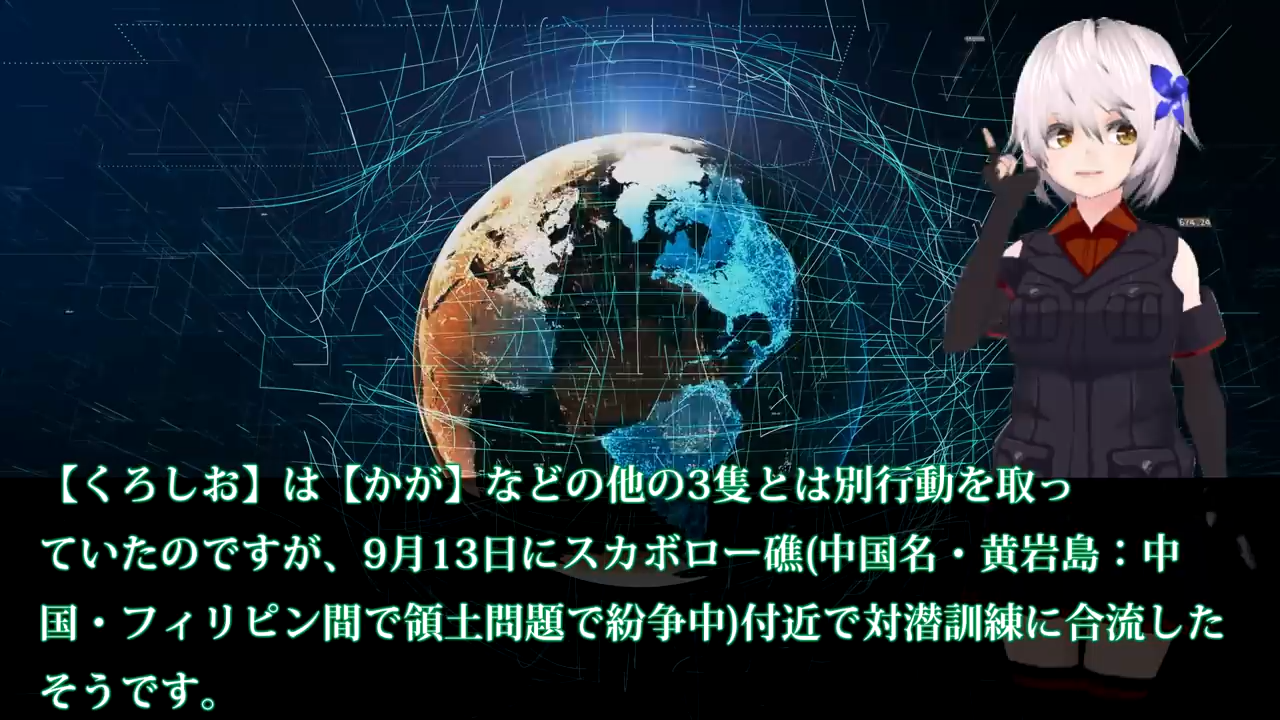 674.24
【くろしお】は【かが】などの他の3隻とは別行動を取っ
ていたのですが、9月13日にスカボロー礁(中国名・黄岩島：中
国・フィリピン間で領土問題で紛争中)付近で対潜訓練に合流した
そうです。